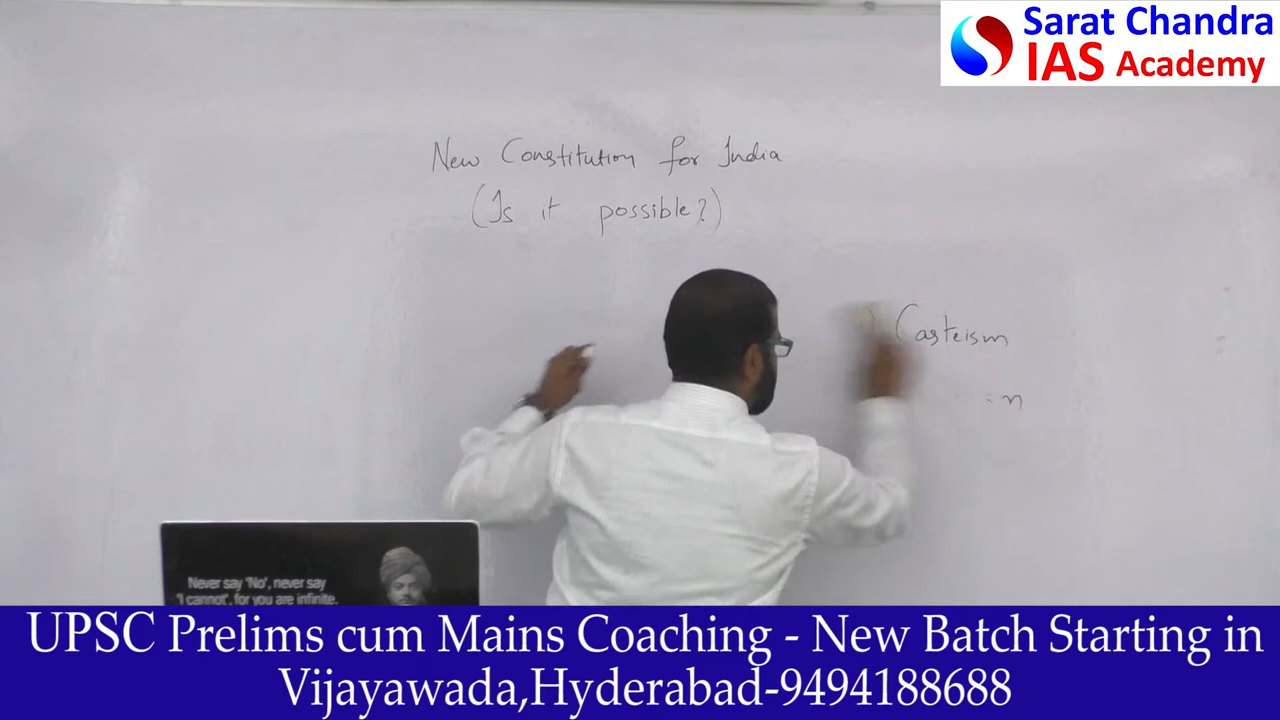 Sarat Chandra
IAS Academy
New Constitution for India
(Is it possible?)
Casteism
Never say 'No', never say
'I cannot', for you are infinite.
UPSC Prelims cum Mains Coaching - New Batch Starting in
Vijayawada,Hyderabad-9494188688